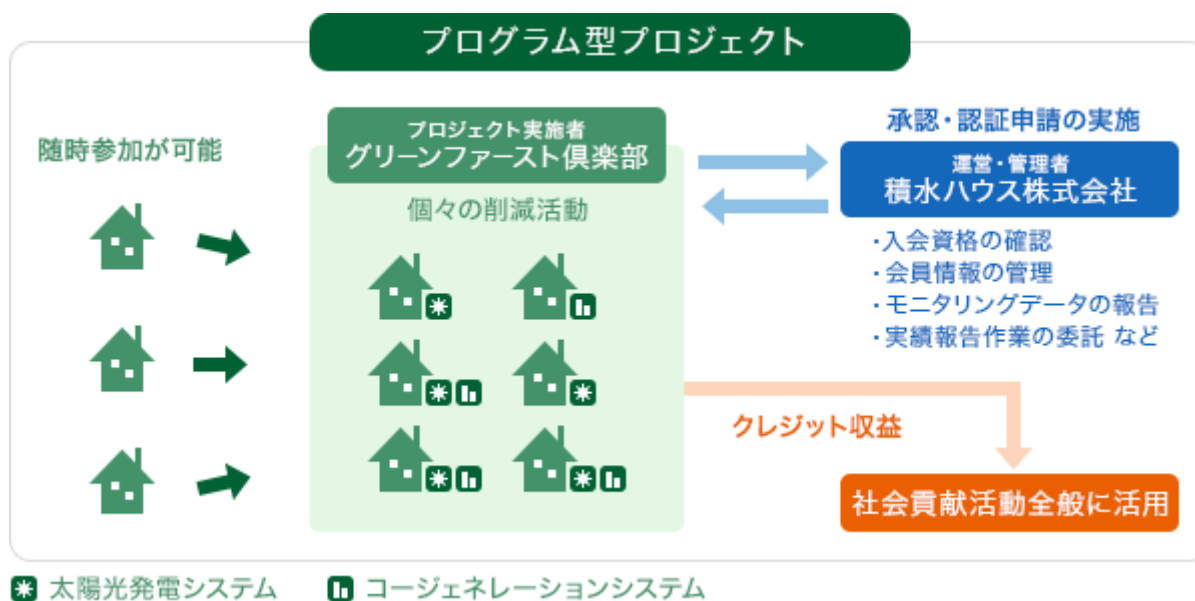 プログラム型プロジェクト
随時参加が可能
プロジェクト実施者
グリーンファースト倶楽部
個々の削減活動
承認・認証申請の実施
運営・管理者
積水ハウス株式会社
・入会資格の確認
・会員情報の管理
・モニタリングデータの報告
・実績報告作業の委託 など
クレジット収益
社会貢献活動全般に活用
太陽光発電システム
コージェネレーションシステム